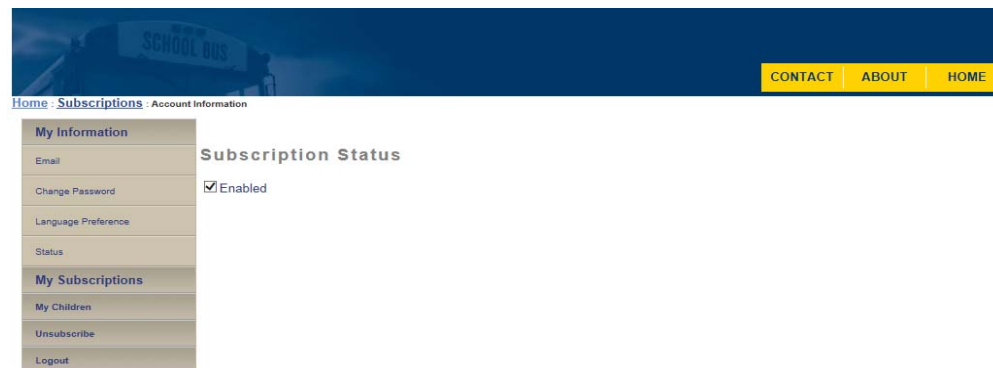 SCHOOL BUS
CONTACT ABOUT HOME
Home : Subscriptions : Account Information
My Information
Email
Change Password
Language Preference
Status
My Subscriptions
My Children
Unsubscribe
Logout
Subscription Status
Enabled